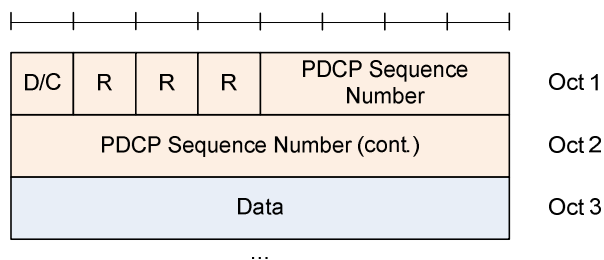 D/C R R R PDCP Sequence Number Oct 1
PDCP Sequence Number (cont.) Oct 2
Data Oct 3
...